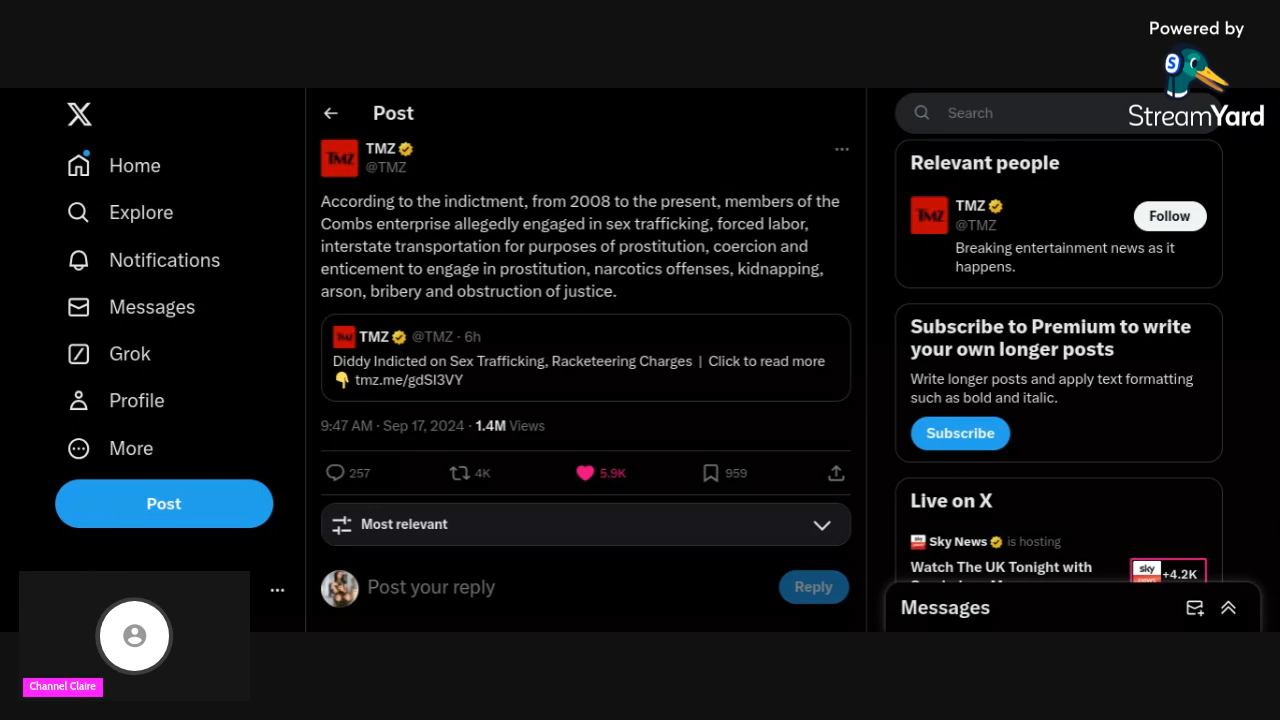 Powered by
StreamYard
Home
Explore
Notifications
Messages
Grok
Profile
More
Post
Channel Claire
Post
TMZ
@TMZ
According to the indictment, from 2008 to the present, members of the
Combs enterprise allegedly engaged in sex trafficking, forced labor,
interstate transportation for purposes of prostitution, coercion and
enticement to engage in prostitution, narcotics offenses, kidnapping,
arson, bribery and obstruction of justice.
TMZ @TMZ · 6h
Diddy Indicted on Sex Trafficking, Racketeering Charges | Click to read more
👇 tmz.me/gdSI3VY
9:47 AM · Sep 17, 2024 · 1.4M Views
257 4K 5.9K 959
Most relevant
Post your reply
Reply
Search
Relevant people
TMZ
@TMZ
Follow
Breaking entertainment news as it
happens.
Subscribe to Premium to write
your own longer posts
Write longer posts and apply text formatting
such as bold and italic.
Subscribe
Live on X
Sky News is hosting
Watch The UK Tonight with
sky
+4.2K
Messages